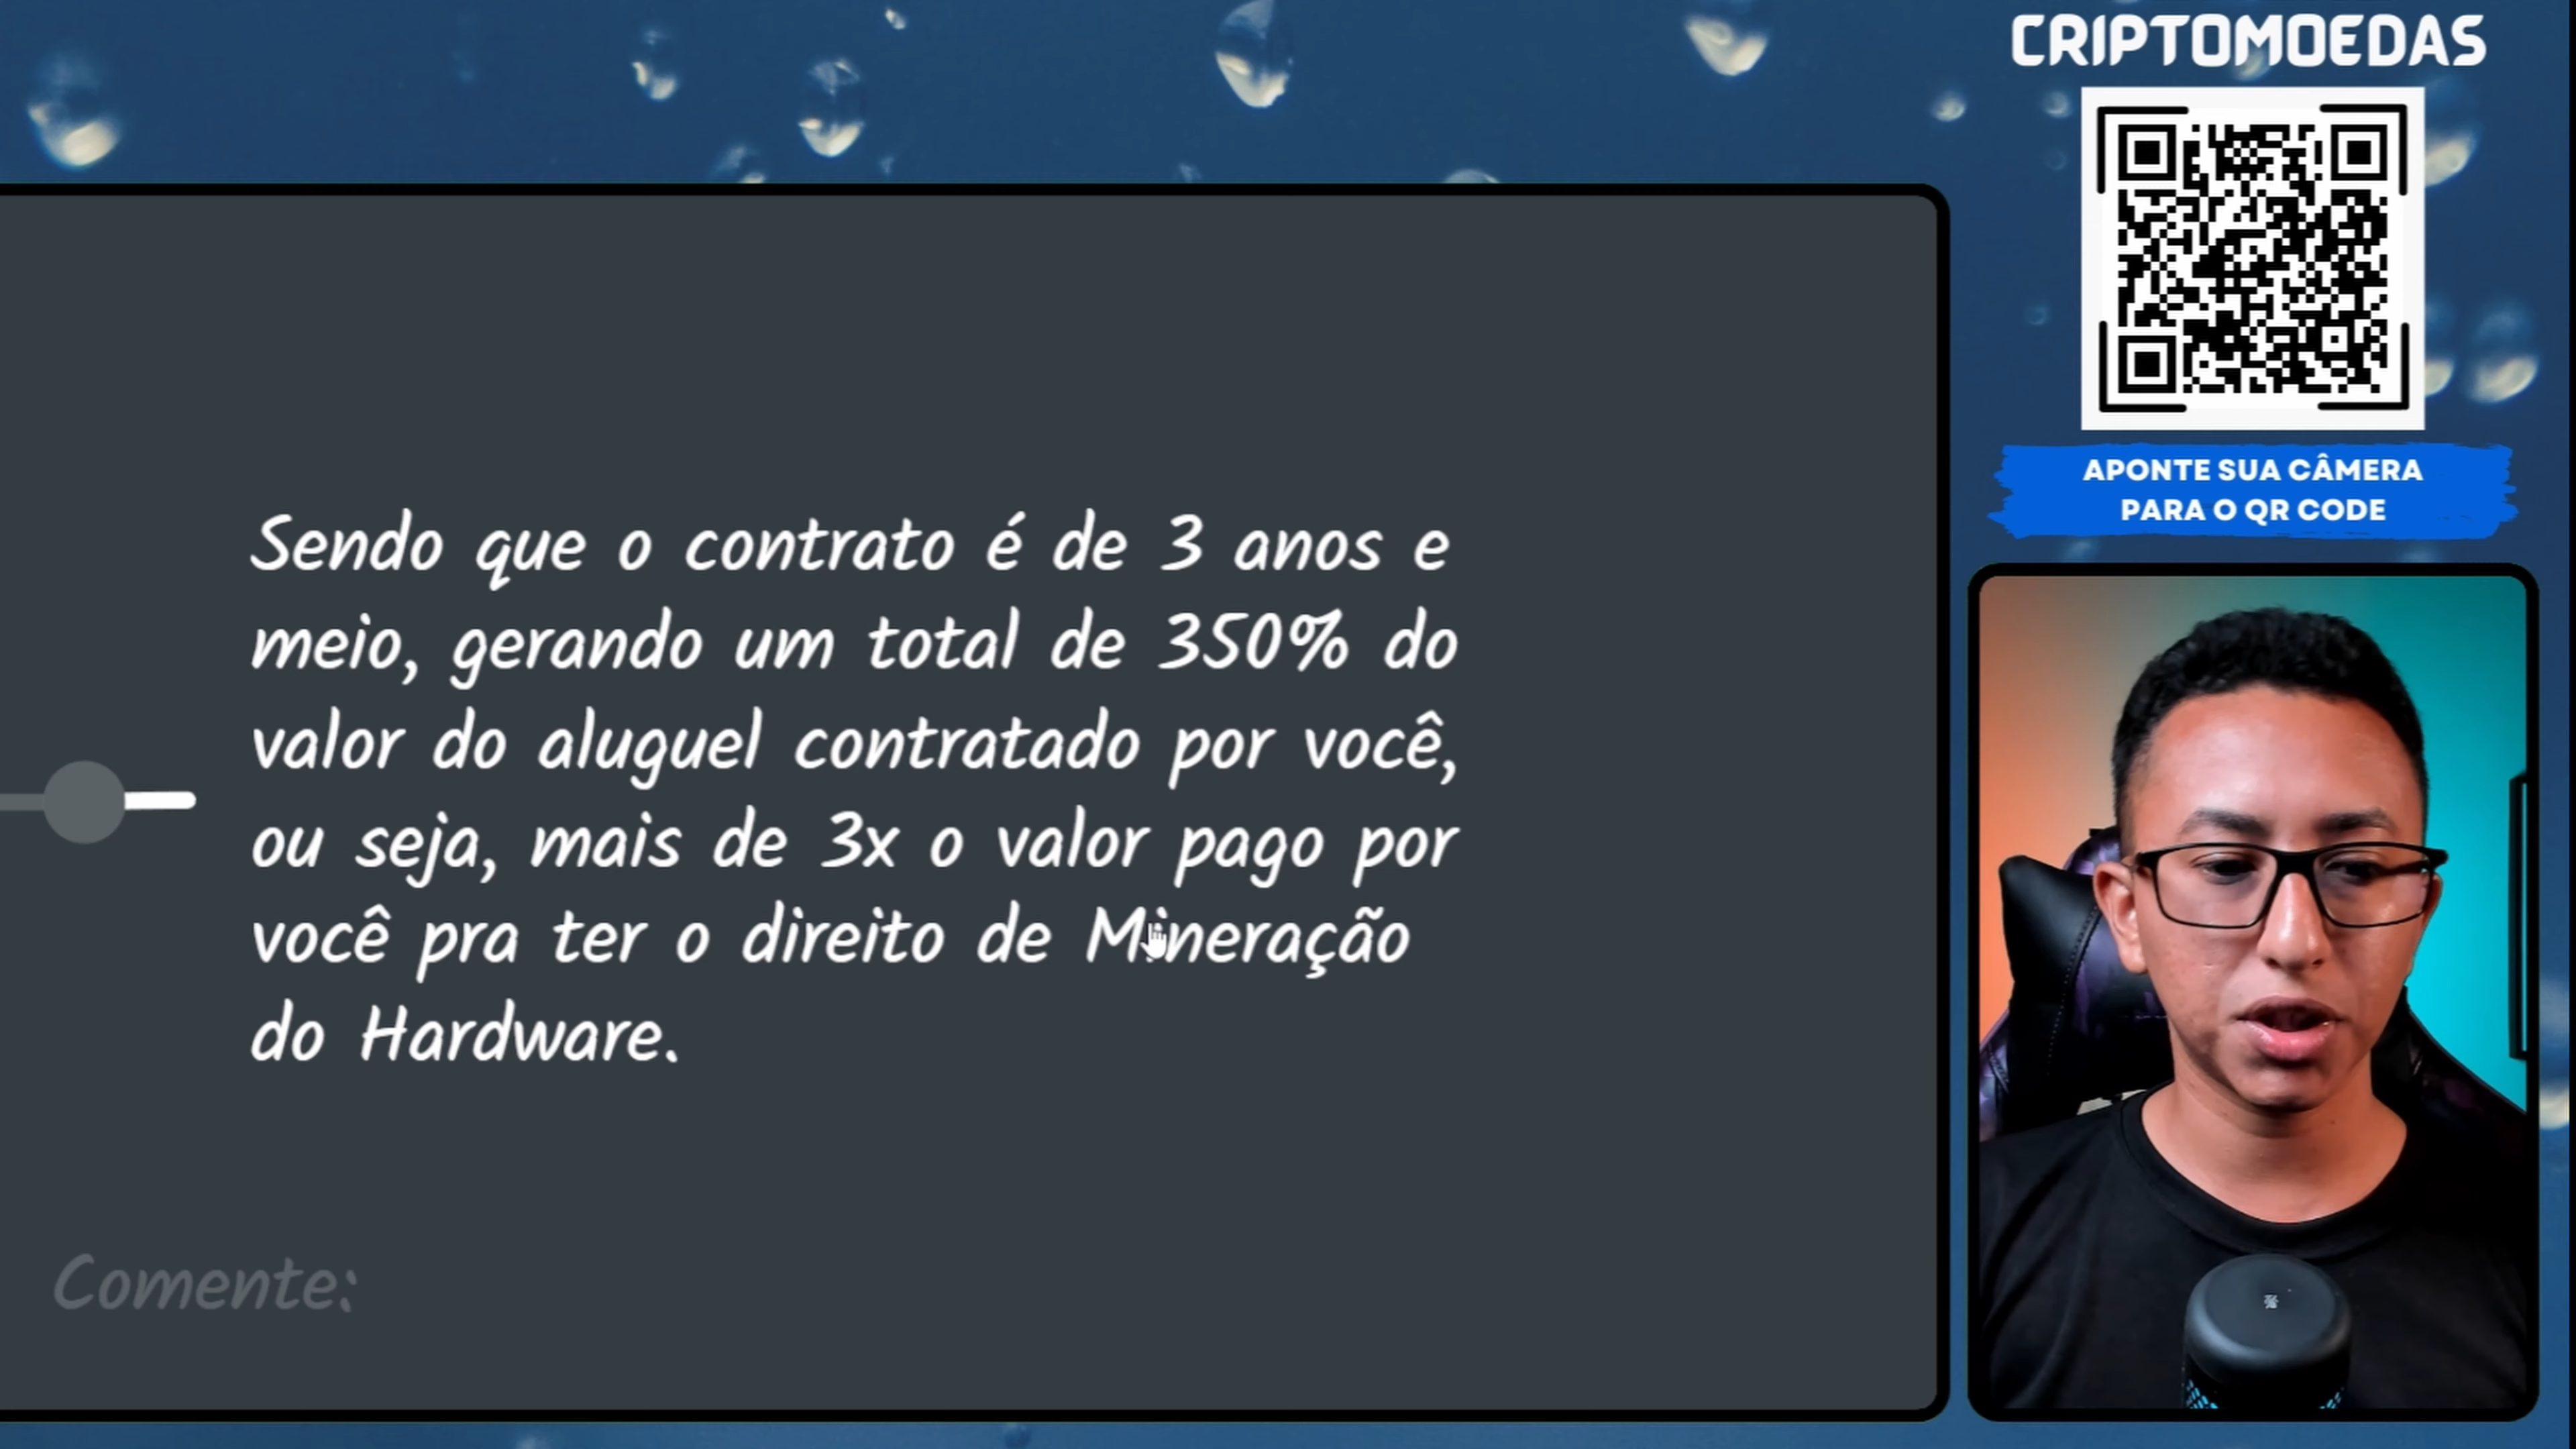 CRIPTOMOEDAS
APONTE SUA CÂMERA
PARA O QR CODE
Sendo que o contrato é de 3 anos e
meio, gerando um total de 350% do
valor do aluguel contratado por você,
ou seja, mais de 3x o valor pago por
você pra ter o direito de Mineração
do Hardware.
Comente: